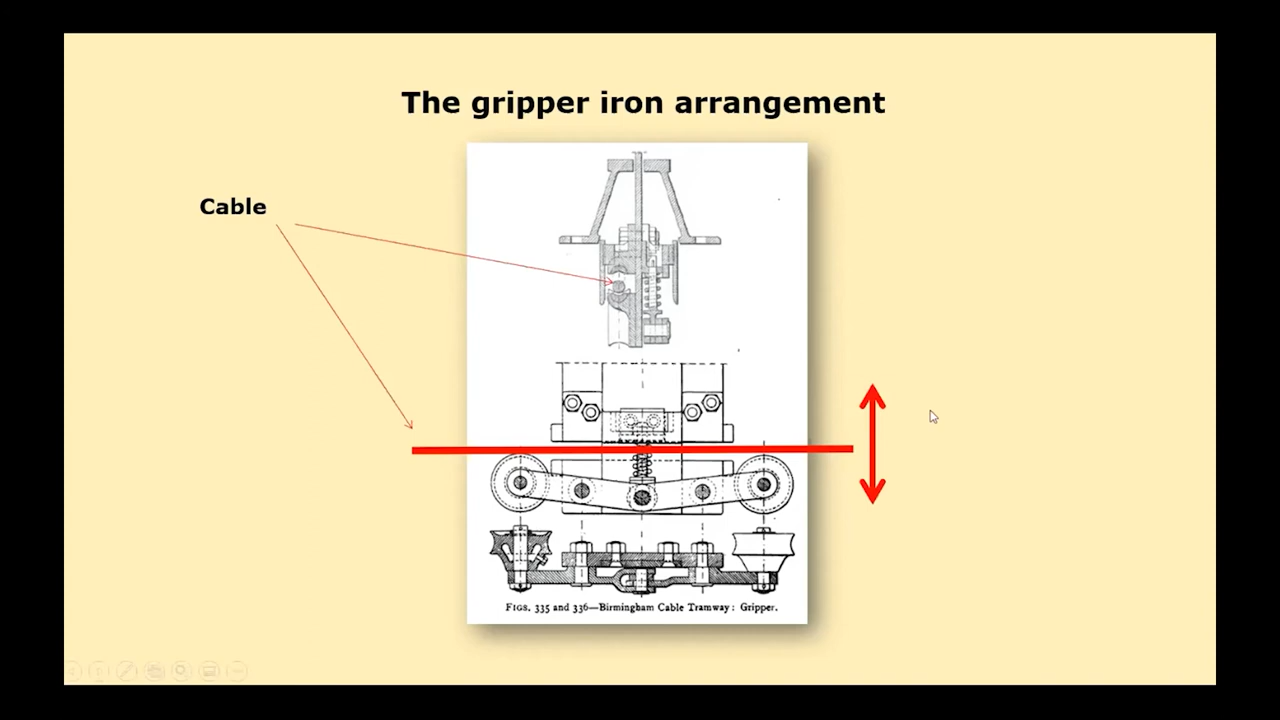 The gripper iron arrangement
Cable
FIGS. 335 and 336—Birmingham Cable Tramway: Gripper.